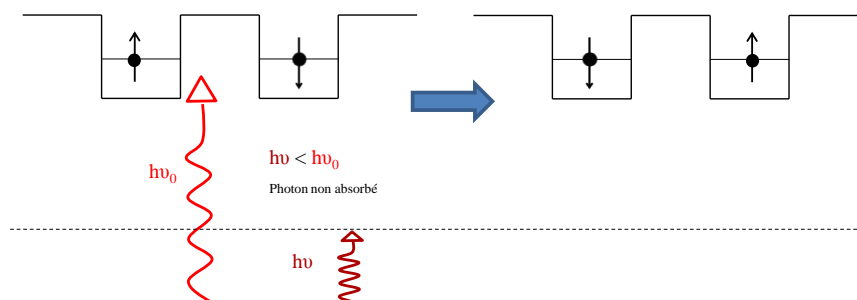 hυ < hυ₀
hυ₀
Photon non absorbé
hυ